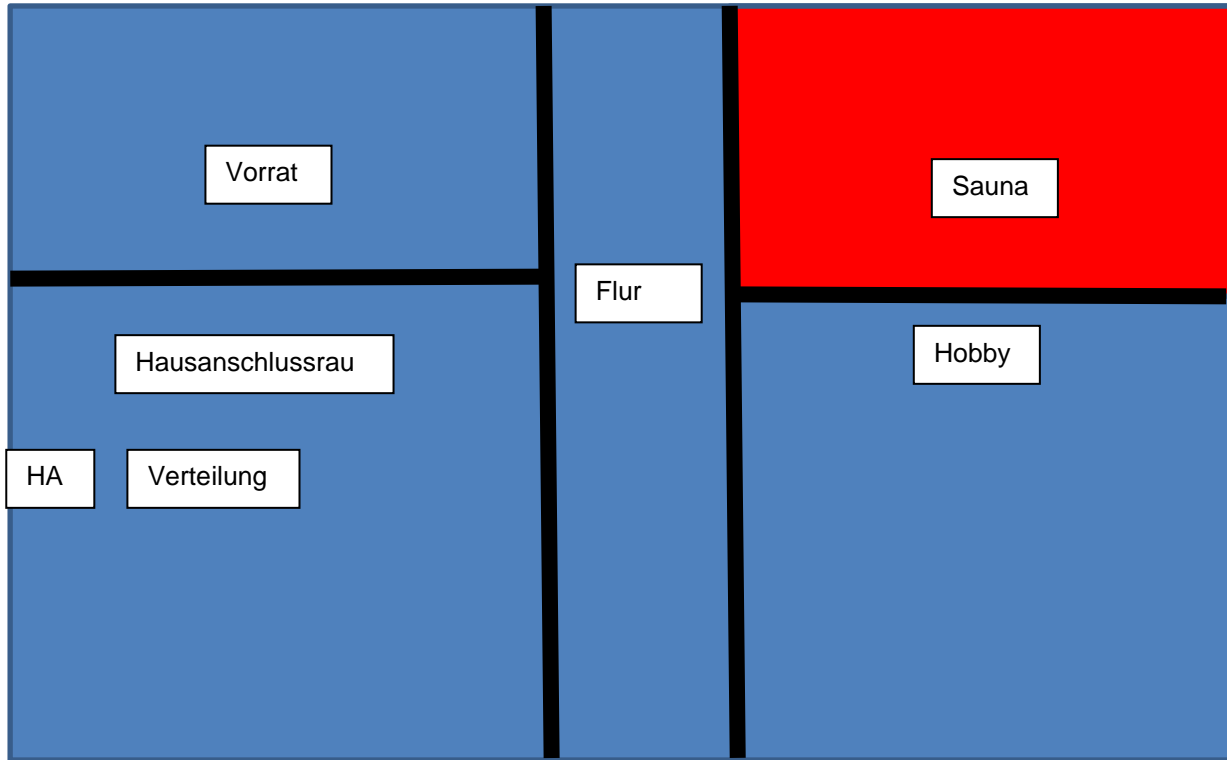 Vorrat
Sauna
Flur
Hausanschlussrau
Hobby
HA
Verteilung